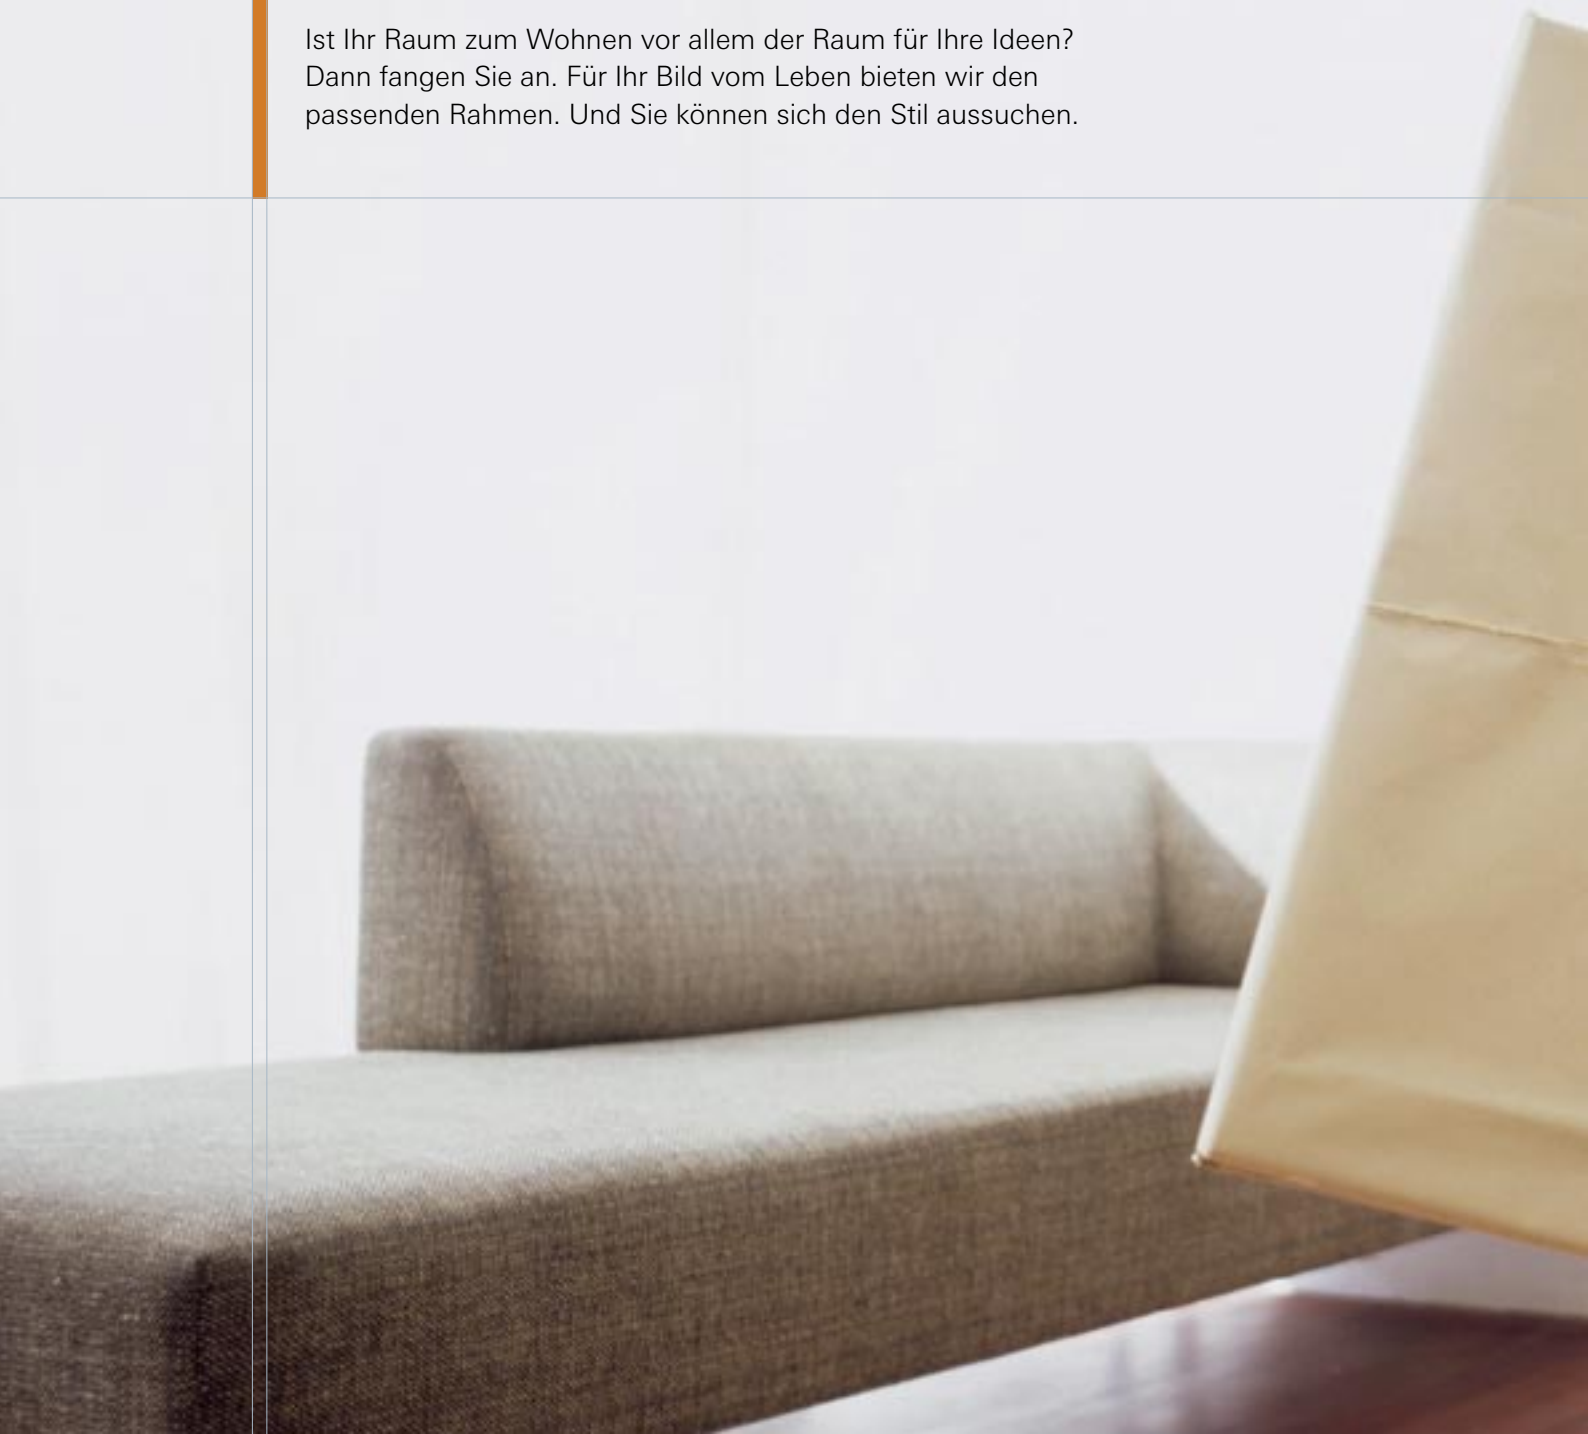 Ist Ihr Raum zum Wohnen vor allem der Raum für Ihre Ideen?
Dann fangen Sie an. Für Ihr Bild vom Leben bieten wir den
passenden Rahmen. Und Sie können sich den Stil aussuchen.